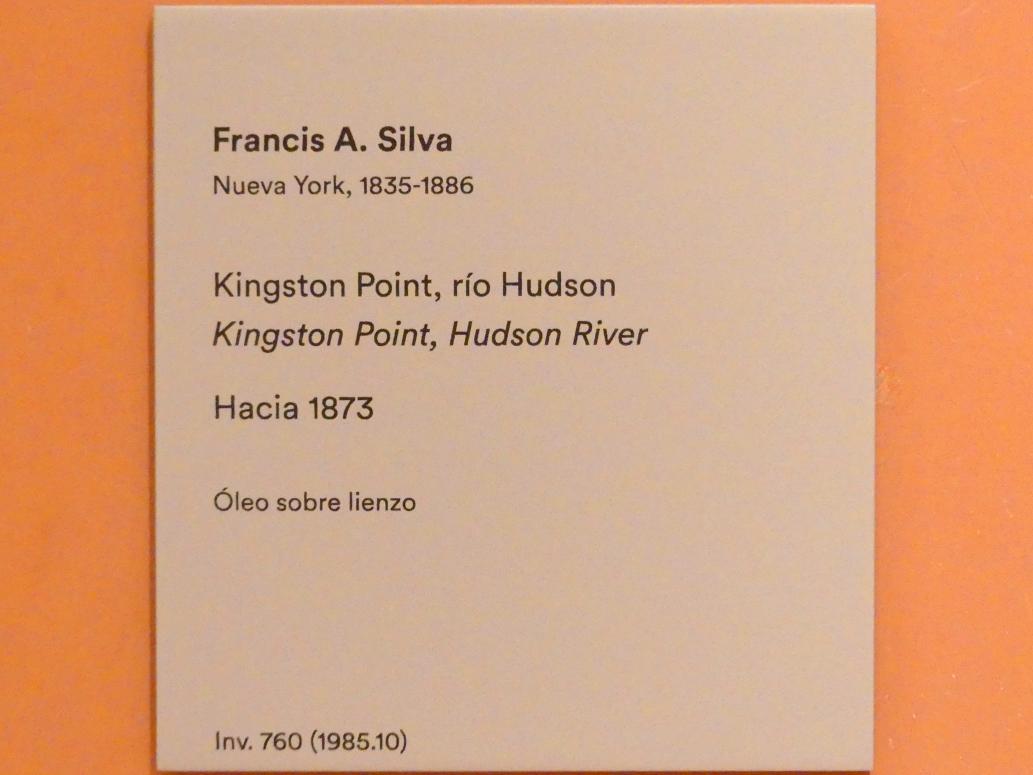 Francis A. Silva
Nueva York, 1835-1886
Kingston Point, río Hudson
Kingston Point, Hudson River
Hacia 1873
Óleo sobre lienzo
Inv. 760 (1985.10)